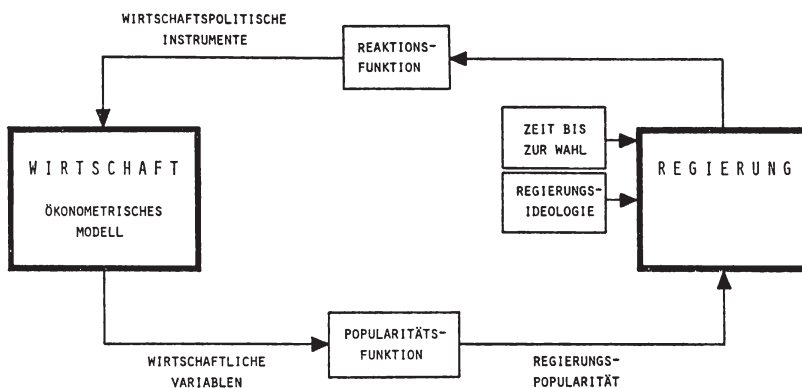 WIRTSCHAFTSPOLITISCHE
INSTRUMENTE
REAKTIONS-
FUNKTION
ZEIT BIS
ZUR WAHL
REGIERUNGS-
IDEOLOGIE
REGIERUNG
WIRTSCHAFT
ÖKONOMETRISCHES
MODELL
POPULARITÄTS-
FUNKTION
WIRTSCHAFTLICHE
VARIABLEN
REGIERUNGS-
POPULARITÄT